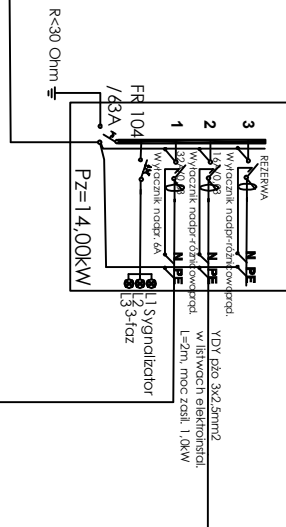 R<30 Ohm
FR 104
/63A
Pz=14,00kW
1
2
3
REZERWA
Wyłącznik nadpr-różnicowoprąd.
Wyłącznik nadpr-różnicowoprąd.
Wyłącznik nadpr. 6A
N PE
N PE
N PE
L1 Sygnalizator
L2 3-faz
L3
YDY pżo 3x2,5mm2
w listwach elektroinstal.
L=2m, moc zasil. 1,0kW